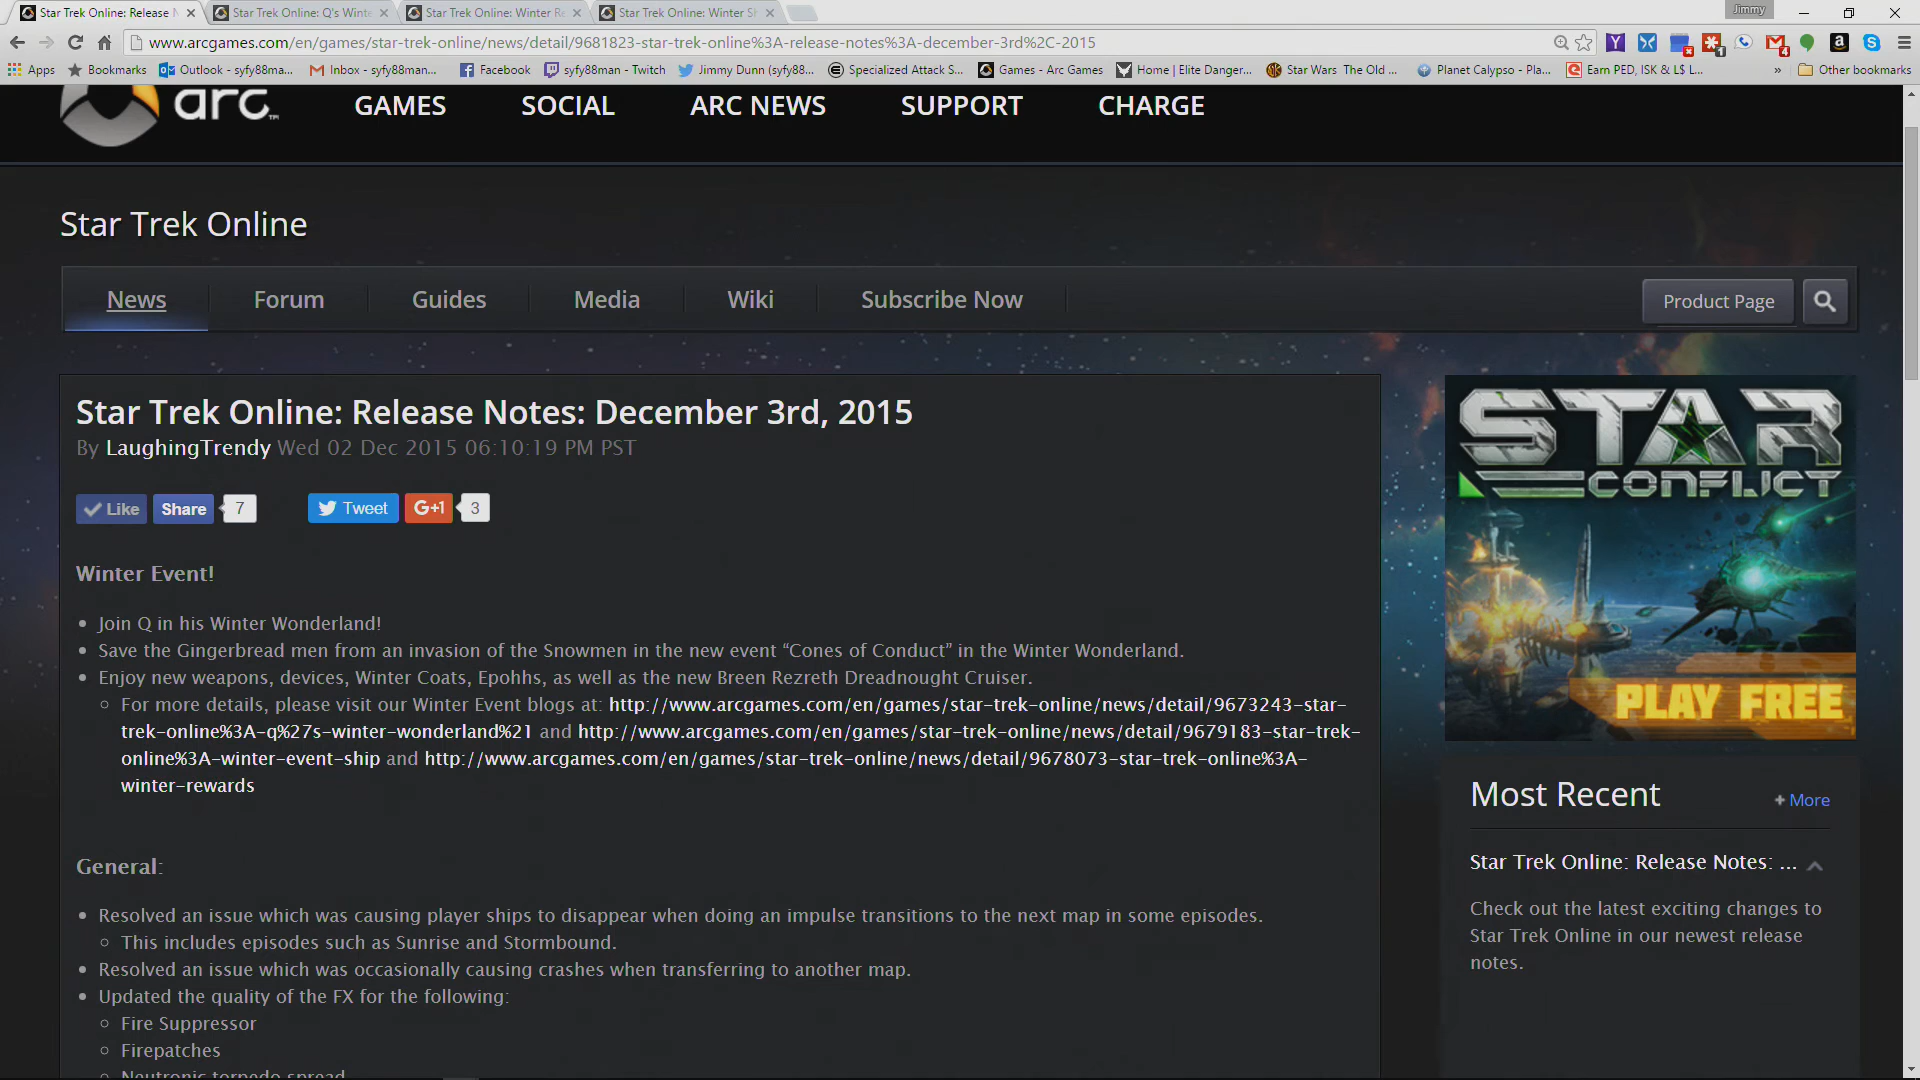 Star Trek Online: Release N
Star Trek Online: Q's Winte
Star Trek Online: Winter Re
Star Trek Online: Winter Sh
Jimmy
www.arcgames.com/en/games/star-trek-online/news/detail/9681823-star-trek-online%3A-release-notes%3A-december-3rd%2C-2015
Apps
Bookmarks
Outlook - syfy88man...
Inbox - syfy88man...
Facebook
syfy88man - Twitch
Jimmy Dunn (syfy88...
Specialized Attack S...
Games - Arc Games
Home | Elite Danger...
Star Wars  The Old ...
Planet Calypso - Pla...
Earn PED, ISK & L$ L...
»
Other bookmarks
arc
GAMES
SOCIAL
ARC NEWS
SUPPORT
CHARGE
Star Trek Online
News
Forum
Guides
Media
Wiki
Subscribe Now
Product Page
Star Trek Online: Release Notes: December 3rd, 2015
By LaughingTrendy Wed 02 Dec 2015 06:10:19 PM PST
Like
Share
7
Tweet
G+1
3
Winter Event!
• Join Q in his Winter Wonderland!
• Save the Gingerbread men from an invasion of the Snowmen in the new event “Cones of Conduct” in the Winter Wonderland.
• Enjoy new weapons, devices, Winter Coats, Epohhs, as well as the new Breen Rezreth Dreadnought Cruiser.
○ For more details, please visit our Winter Event blogs at: http://www.arcgames.com/en/games/star-trek-online/news/detail/9673243-star-
trek-online%3A-q%27s-winter-wonderland%21 and http://www.arcgames.com/en/games/star-trek-online/news/detail/9679183-star-trek-
online%3A-winter-event-ship and http://www.arcgames.com/en/games/star-trek-online/news/detail/9678073-star-trek-online%3A-
winter-rewards
General:
• Resolved an issue which was causing player ships to disappear when doing an impulse transitions to the next map in some episodes.
○ This includes episodes such as Sunrise and Stormbound.
• Resolved an issue which was occasionally causing crashes when transferring to another map.
• Updated the quality of the FX for the following:
○ Fire Suppressor
○ Firepatches
○ Neutronic torpedo spread
STAR
CONFLICT
PLAY FREE
Most Recent
+ More
Star Trek Online: Release Notes: ...
Check out the latest exciting changes to
Star Trek Online in our newest release
notes.